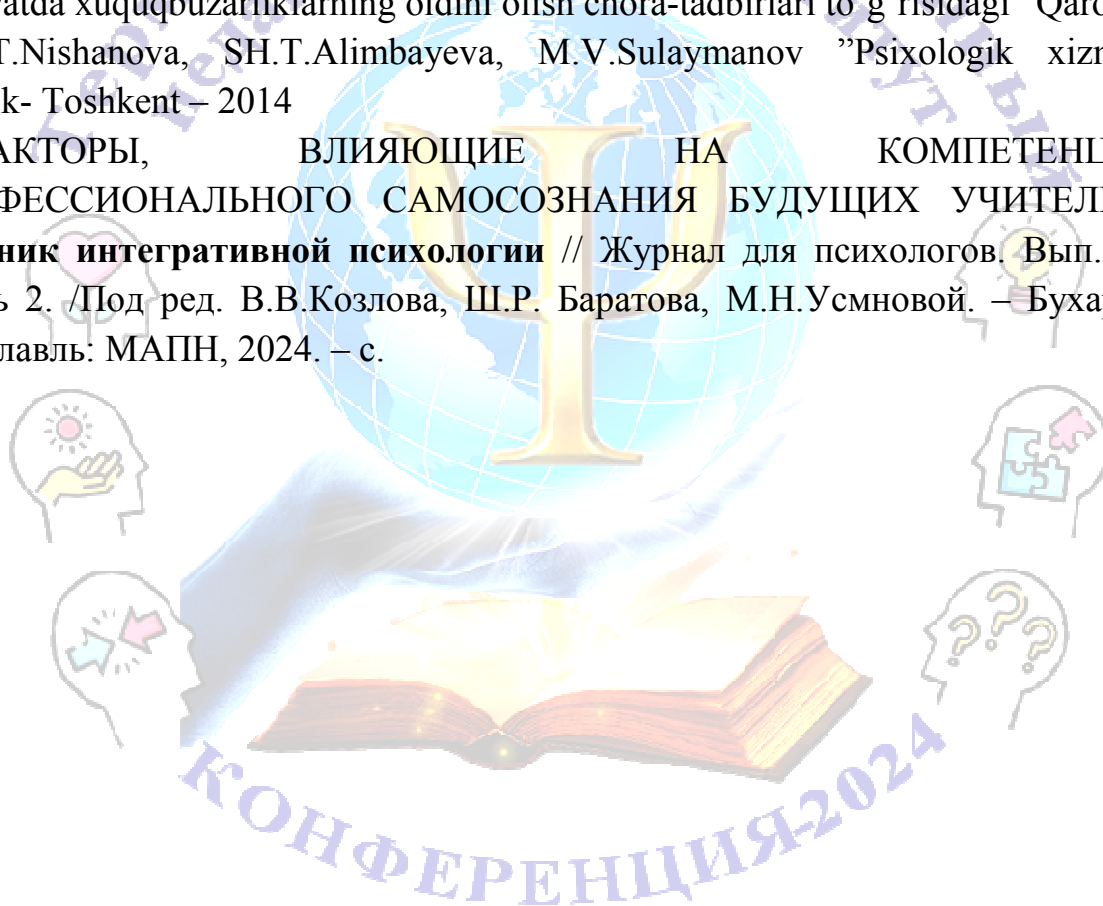 xuquqbuzarliklarning oldini olish chora-tadbirlari to g risidagi Qaro
T.Nishanova, SH.T.Alimbayeva, M.V.Sulaymanov ”Psixologik xizn
k- Toshkent – 2014
АКТОРЫ, ВЛИЯЮЩИЕ НА КОМПЕТЕНЦ
ФЕССИОНАЛЬНОГО САМОСОЗНАНИЯ БУДУЩИХ УЧИТЕЛ
ник интегративной психологии // Журнал для психологов. Вып.
ь 2. /Под ред. В.В.Козлова, Ш.Р. Баратова, М.Н.Усмновой. – Буха
лавль: МАПН, 2024. – с.
КОНФЕРЕНЦИЯ-2024